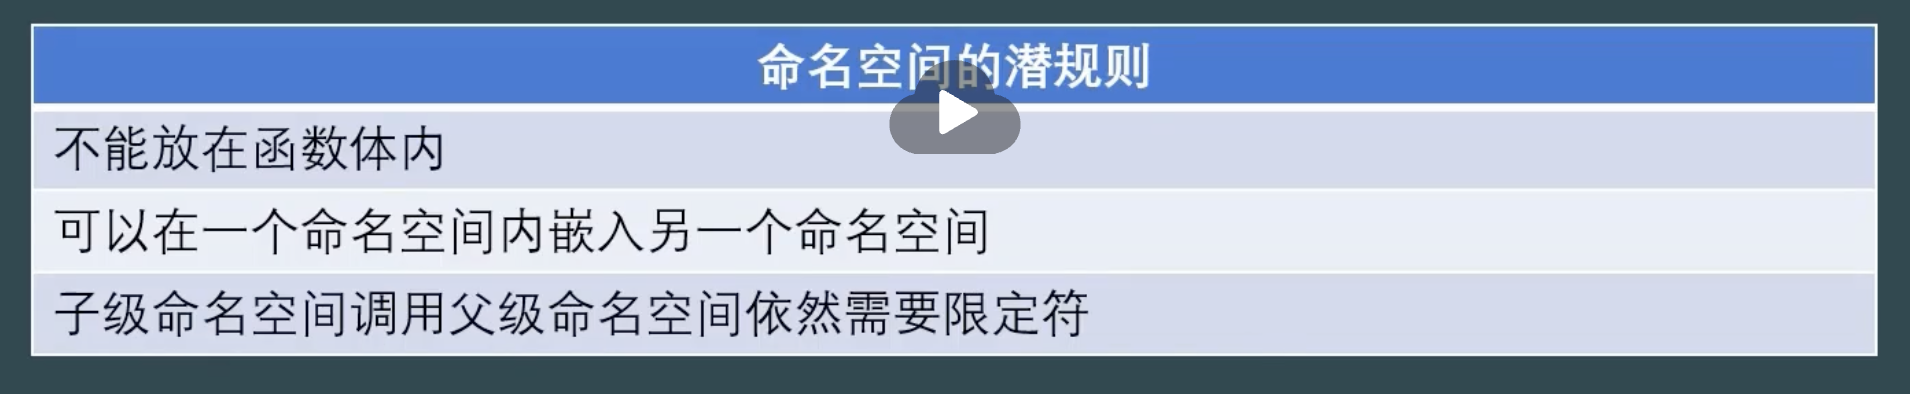 命名空间的潜规则
不能放在函数体内
可以在一个命名空间内嵌入另一个命名空间
子级命名空间调用父级命名空间依然需要限定符